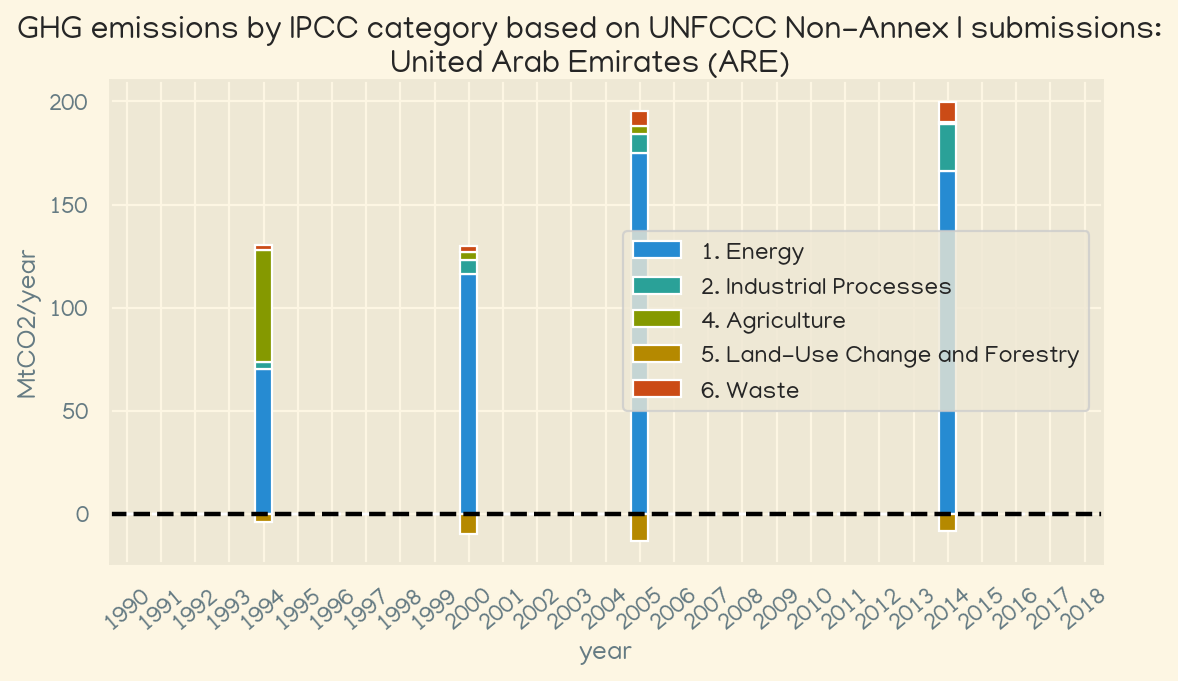 GHG emissions by IPCC category based on UNFCCC Non-Annex I submissions:
United Arab Emirates (ARE)
MtCO2/year
200
150
100
50
0
1. Energy
2. Industrial Processes
4. Agriculture
5. Land-Use Change and Forestry
6. Waste
1990 1991 1992 1993 1994 1995 1996 1997 1998 1999 2000 2001 2002 2003 2004 2005 2006 2007 2008 2009 2010 2011 2012 2013 2014 2015 2016 2017 2018
year